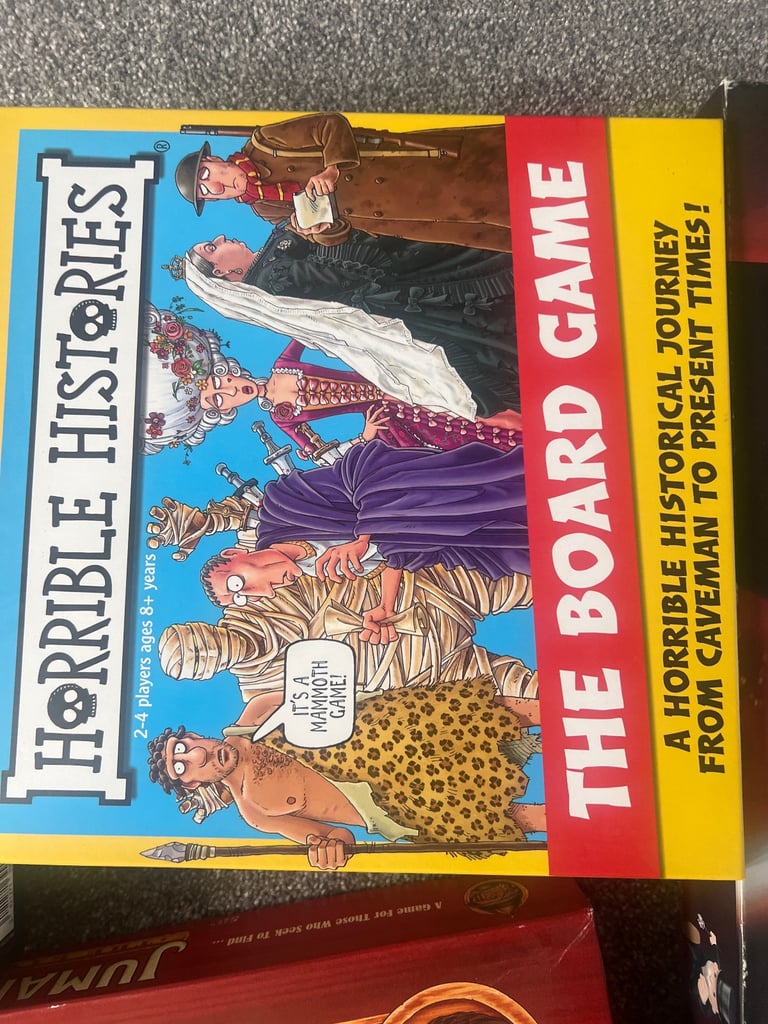 HORRIBLE HISTORIES®
2-4 players ages 8+ years
IT'S A
MAMMOTH
GAME!
THE BOARD GAME
A HORRIBLE HISTORICAL JOURNEY
FROM CAVEMAN TO PRESENT TIMES!
A Game For Those Who Seek To Find ...
JUMA